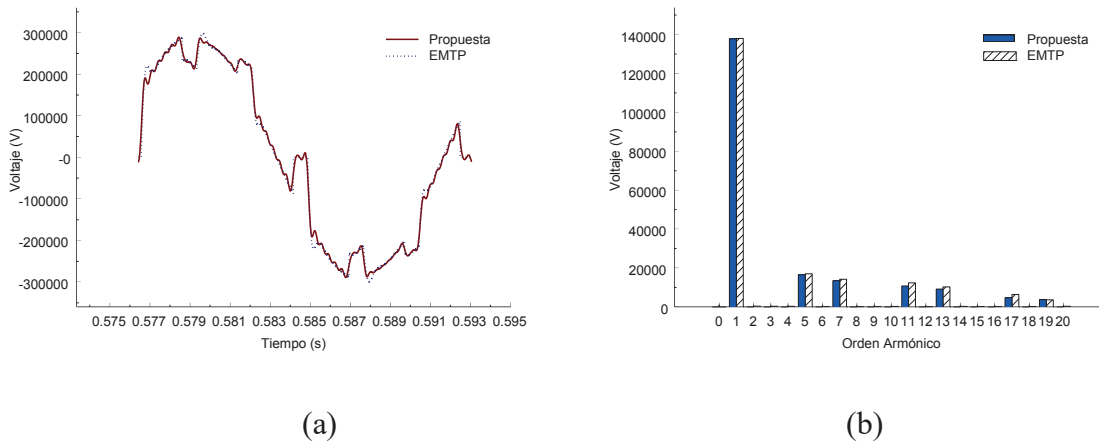 300000
200000
100000
-0
-100000
-200000
-300000
Voltaje (V)
Propuesta
EMTP
0.575 0.577 0.579 0.581 0.583 0.585 0.587 0.589 0.591 0.593 0.595
Tiempo (s)
(a)
140000
120000
100000
80000
60000
40000
20000
0
Voltaje (V)
Propuesta
EMTP
0 1 2 3 4 5 6 7 8 9 10 11 12 13 14 15 16 17 18 19 20
Orden Armónico
(b)